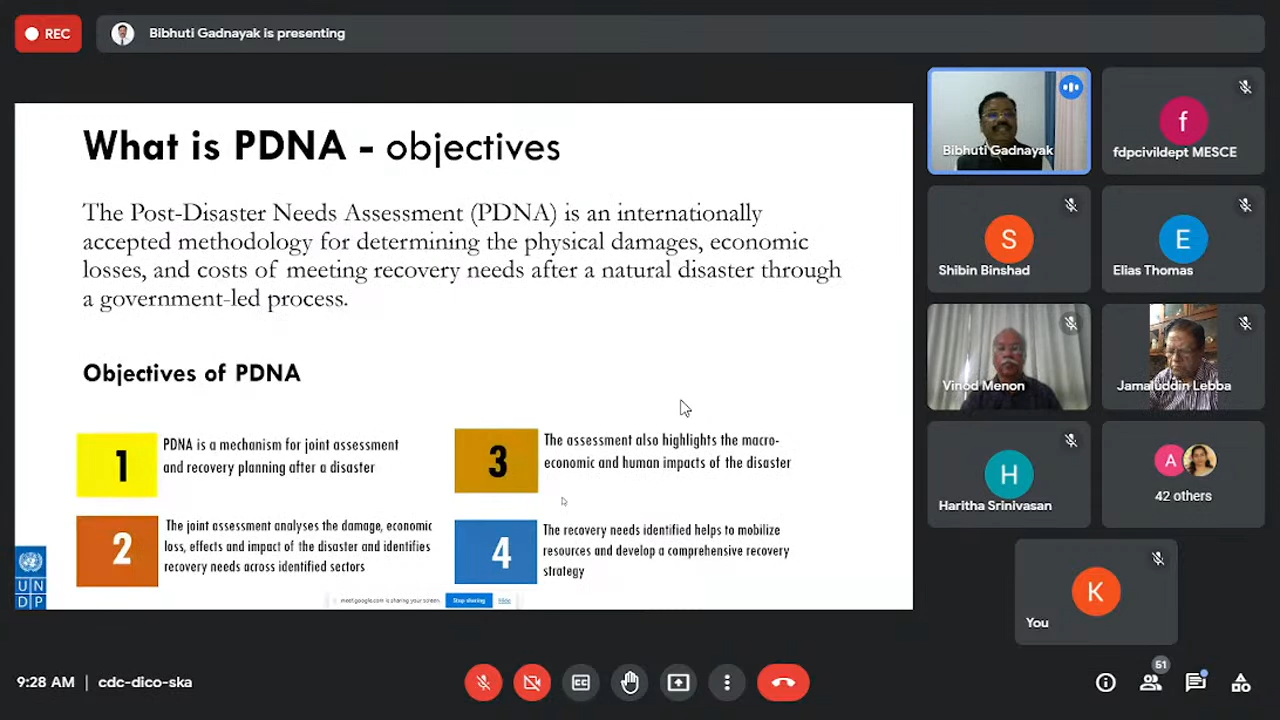 REC
Bibhuti Gadnayak is presenting
What is PDNA - objectives
The Post-Disaster Needs Assessment (PDNA) is an internationally
accepted methodology for determining the physical damages, economic
losses, and costs of meeting recovery needs after a natural disaster through
a government-led process.
Objectives of PDNA
1
PDNA is a mechanism for joint assessment
and recovery planning after a disaster
2
The joint assessment analyses the damage, economic
loss, effects and impact of the disaster and identifies
recovery needs across identified sectors
3
The assessment also highlights the macro-
economic and human impacts of the disaster
4
The recovery needs identified helps to mobilize
resources and develop a comprehensive recovery
strategy
U N
D P
meet.google.com is sharing your screen.
Stop sharing
Hide
Bibhuti Gadnayak
f
fdpcivildept MESCE
S
Shibin Binshad
E
Elias Thomas
Vinod Menon
Jamaluddin Lebba
H
Haritha Srinivasan
A
42 others
K
You
9:28 AM | cdc-dico-ska
CC
51